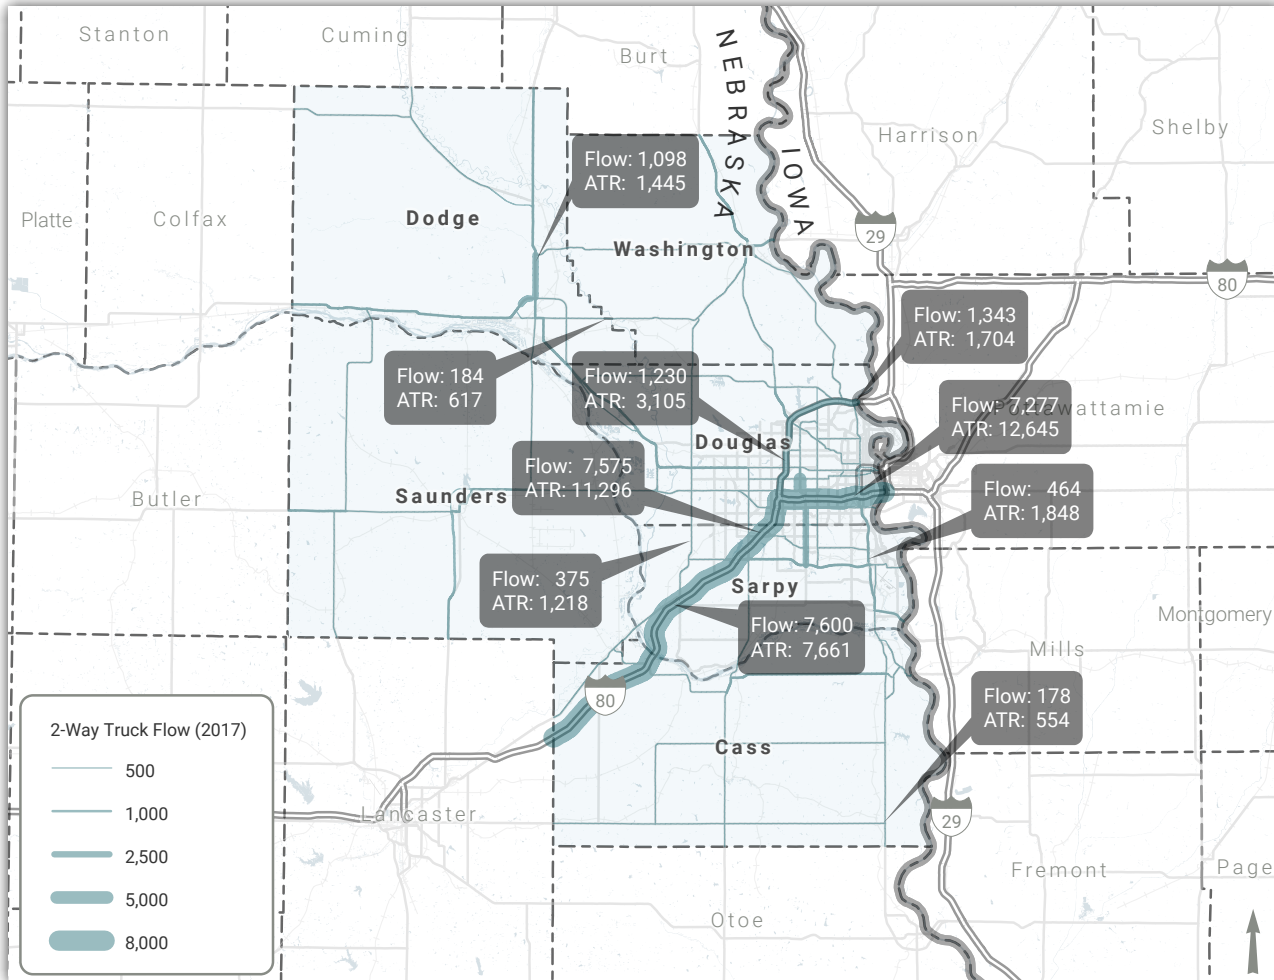 Stanton
Cuming
Burt
NEBRASKA
IOWA
Harrison
Shelby
Flow: 1,098
ATR: 1,445
Platte
Colfax
Dodge
Washington
29
80
Flow: 1,343
ATR: 1,704
Flow: 184
ATR: 617
Flow: 1,230
ATR: 3,105
Flow: 7,277
ATR: 12,645
Pottawattamie
Douglas
Flow: 7,575
ATR: 11,296
Butler
Saunders
Flow: 464
ATR: 1,848
Flow: 375
ATR: 1,218
Sarpy
Flow: 7,600
ATR: 7,661
Montgomery
Mills
80
Flow: 178
ATR: 554
2-Way Truck Flow (2017)
500
1,000
2,500
5,000
8,000
Cass
Lancaster
29
Fremont
Page
Otoe